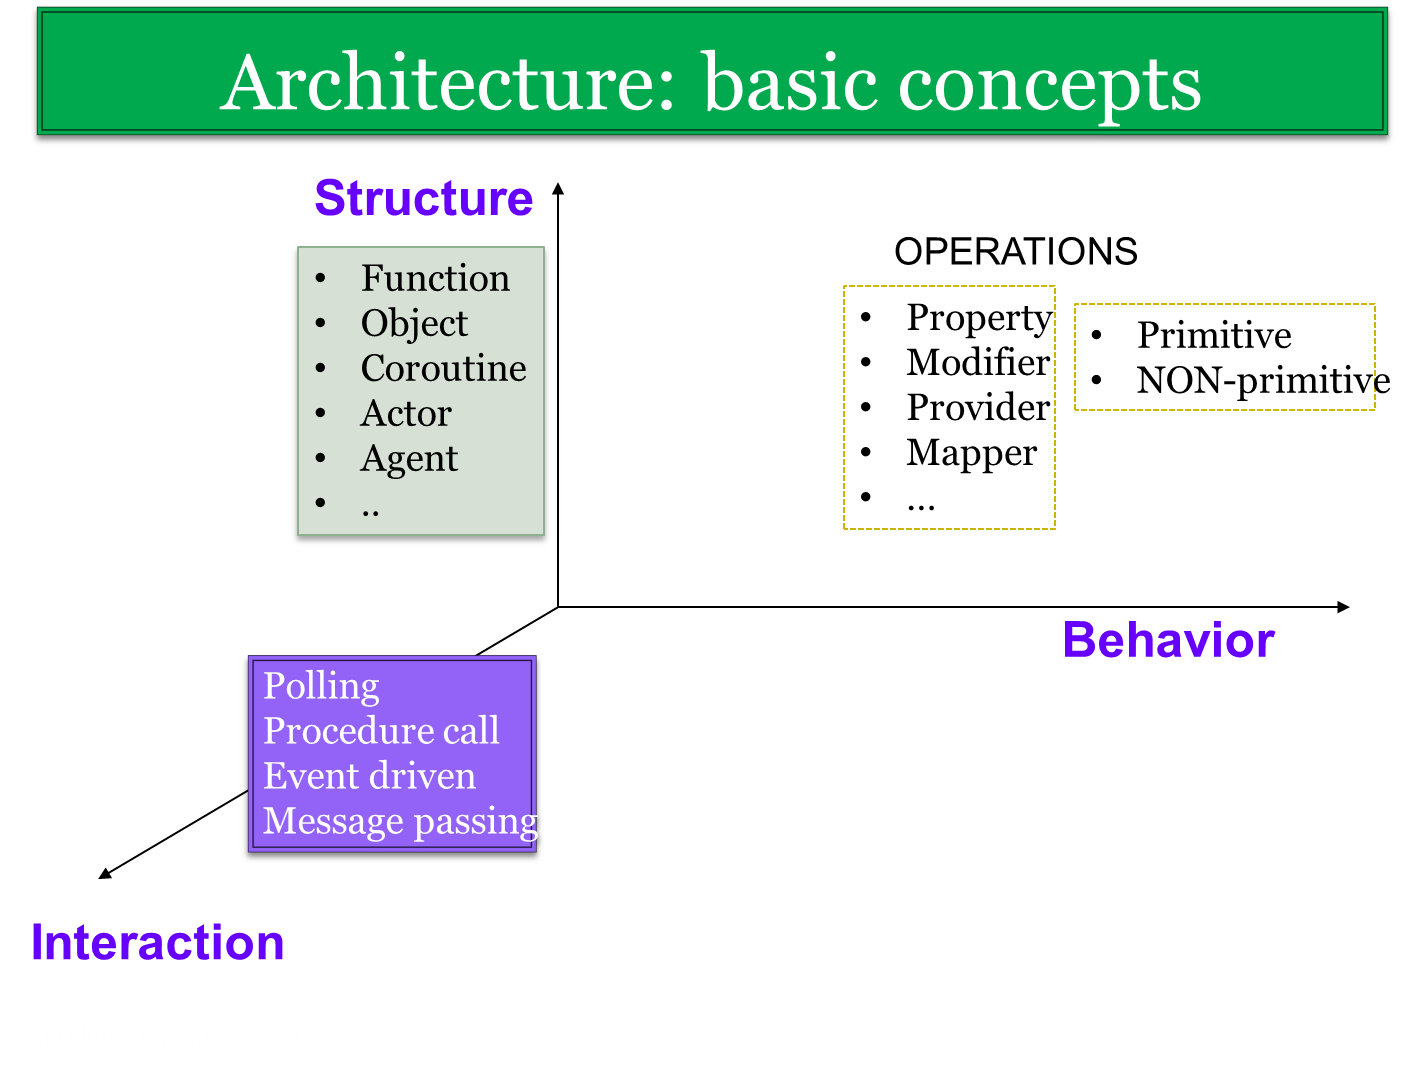 Architecture: basic concepts
Structure
• Function
• Object
• Coroutine
• Actor
• Agent
• ..
OPERATIONS
• Property
• Modifier
• Provider
• Mapper
• ...
• Primitive
• NON-primitive
Behavior
Polling
Procedure call
Event driven
Message passing
Interaction